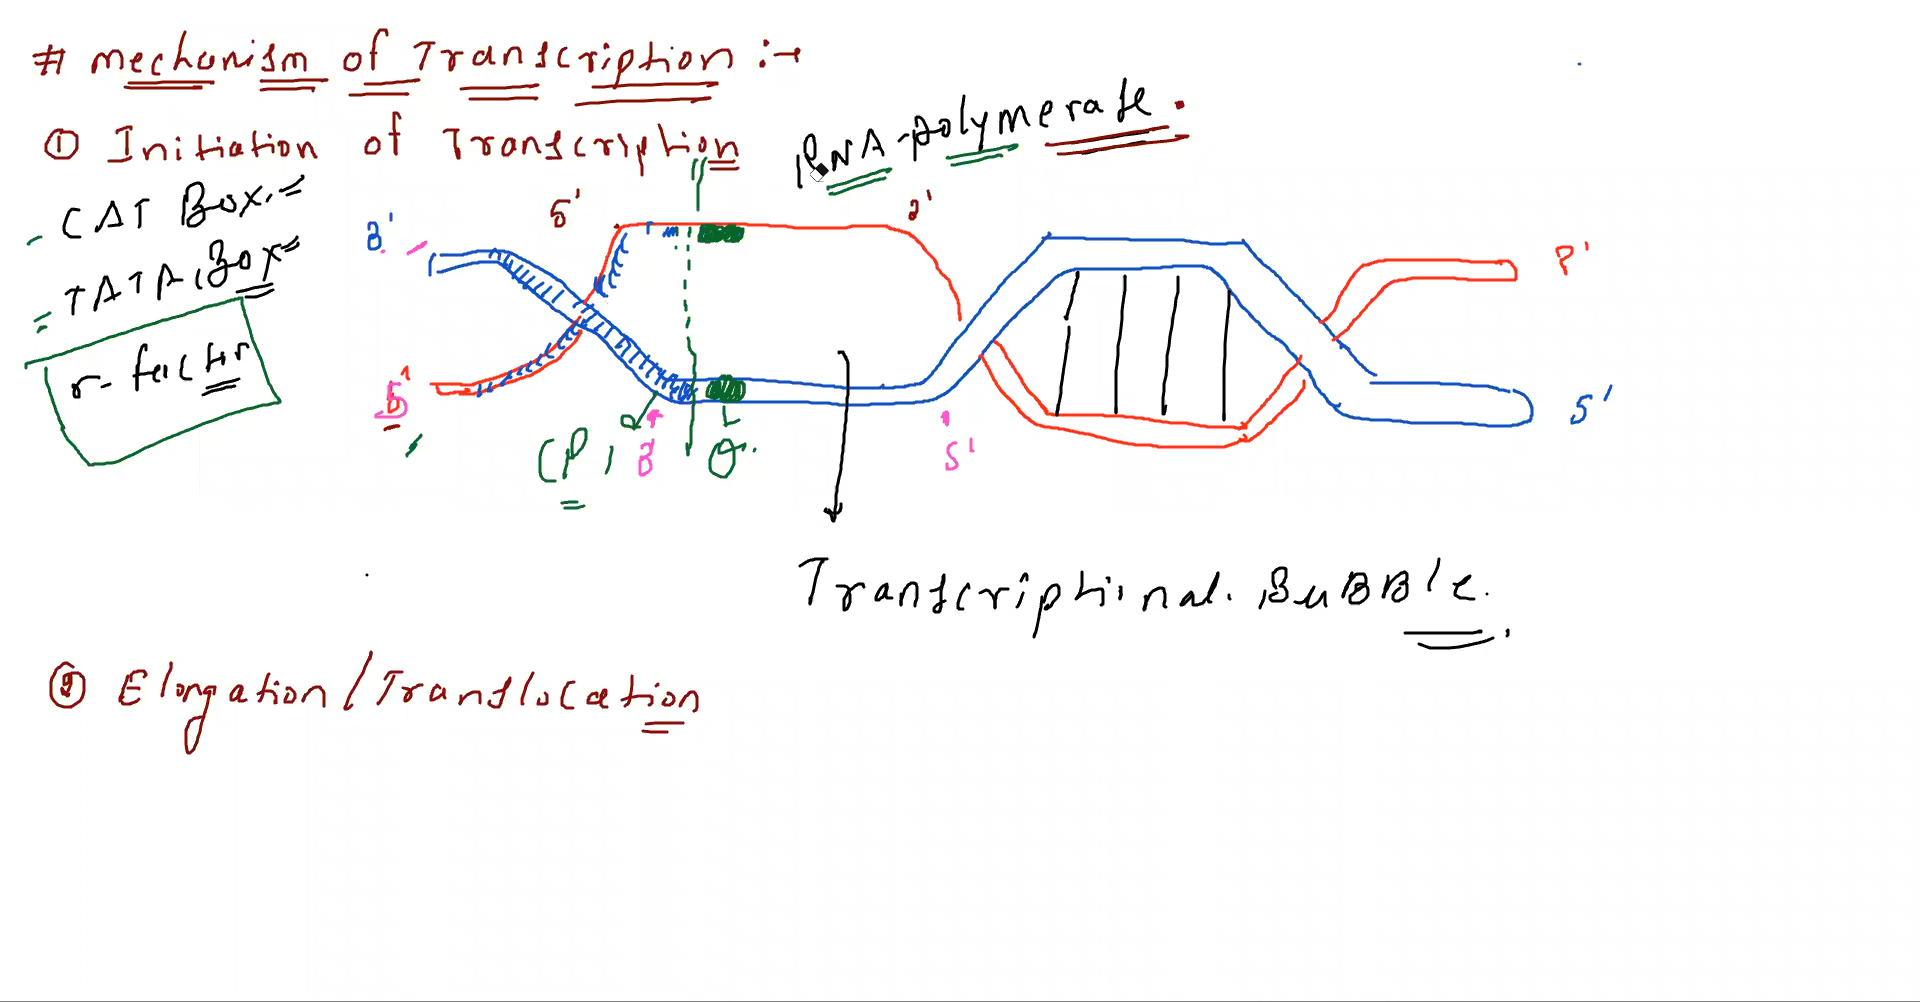 # mechanism of Transcription :→
① Initiation of Transcription
RNA-polymerase.
- CAT Box.
5'
3'
= TATA Box
3'
r-factor
5'
(P)
3'
O.
5'
5'
Transcriptional. BuBBle.
② Elongation/Translocation